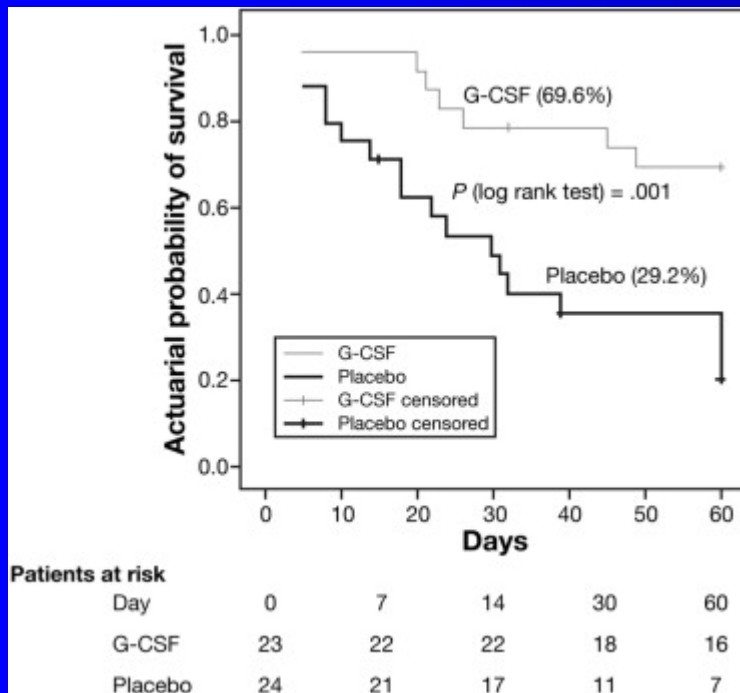 Actuarial probability of survival
1.0
0.8
0.6
0.4
0.2
0.0
G-CSF (69.6%)
P (log rank test) = .001
Placebo (29.2%)
G-CSF
Placebo
G-CSF censored
Placebo censored
0 10 20 30 40 50 60
Days
Patients at risk
Day 0 7 14 30 60
G-CSF 23 22 22 18 16
Placebo 24 21 17 11 7